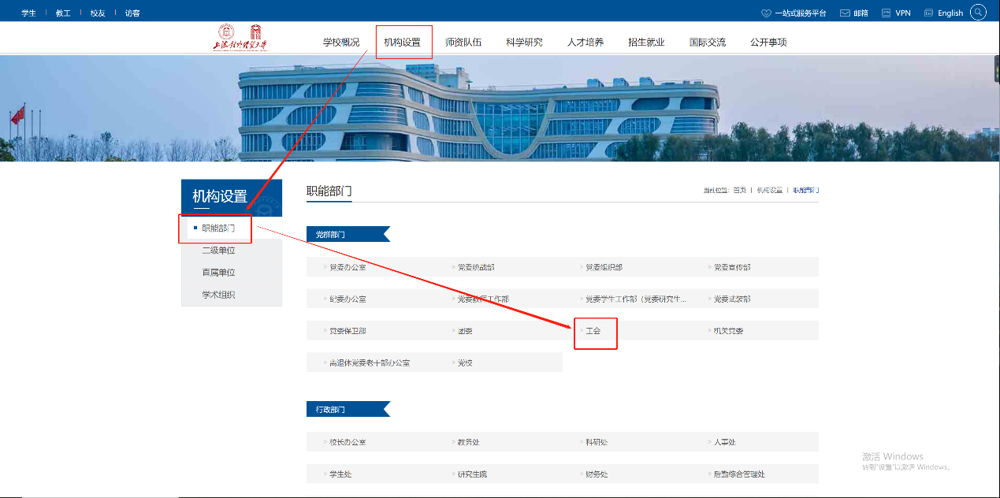 学生 教工 校友 访客 一站式服务平台 邮箱 VPN English
上海对外经贸大学
学校概况 机构设置 师资队伍 科学研究 人才培养 招生就业 国际交流 公开事项
机构设置
职能部门
二级单位
直属单位
学术组织
职能部门
当前位置: 首页 | 机构设置 | 职能部门
党群部门
> 党委办公室 > 党委统战部 > 党委组织部 > 党委宣传部
> 纪委办公室 > 党委教师工作部 > 党委学生工作部（党委研究生... > 党委武装部
> 党委保卫部 > 团委 > 工会 > 机关党委
> 离退休党委老干部办公室 > 党校
行政部门
> 校长办公室 > 教务处 > 科研处 > 人事处
> 学生处 > 研究生院 > 财务处 > 后勤综合管理处
激活 Windows
转到"设置"以激活 Windows。